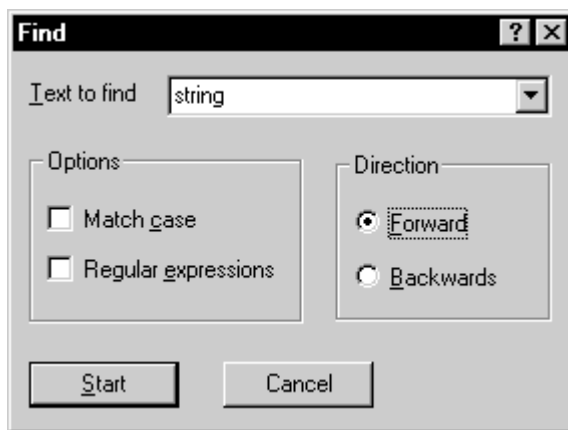 Find
Text to find string
Options
Match case
Regular expressions
Direction
Forward
Backwards
Start Cancel